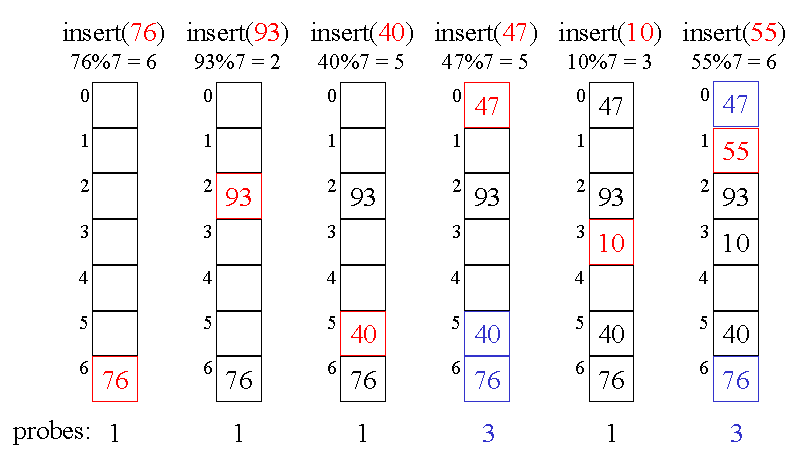 insert(76) insert(93) insert(40) insert(47) insert(10) insert(55)
76%7 = 6 93%7 = 2 40%7 = 5 47%7 = 5 10%7 = 3 55%7 = 6
0 0 0 0 47 0 47 0 47
1 1 1 1 1 1 55
2 2 93 2 93 2 93 2 93 2 93
3 3 3 3 3 10 3 10
4 4 4 4 4 4
5 5 5 40 5 40 5 40 5 40
6 76 6 76 6 76 6 76 6 76 6 76
probes: 1 1 1 3 1 3